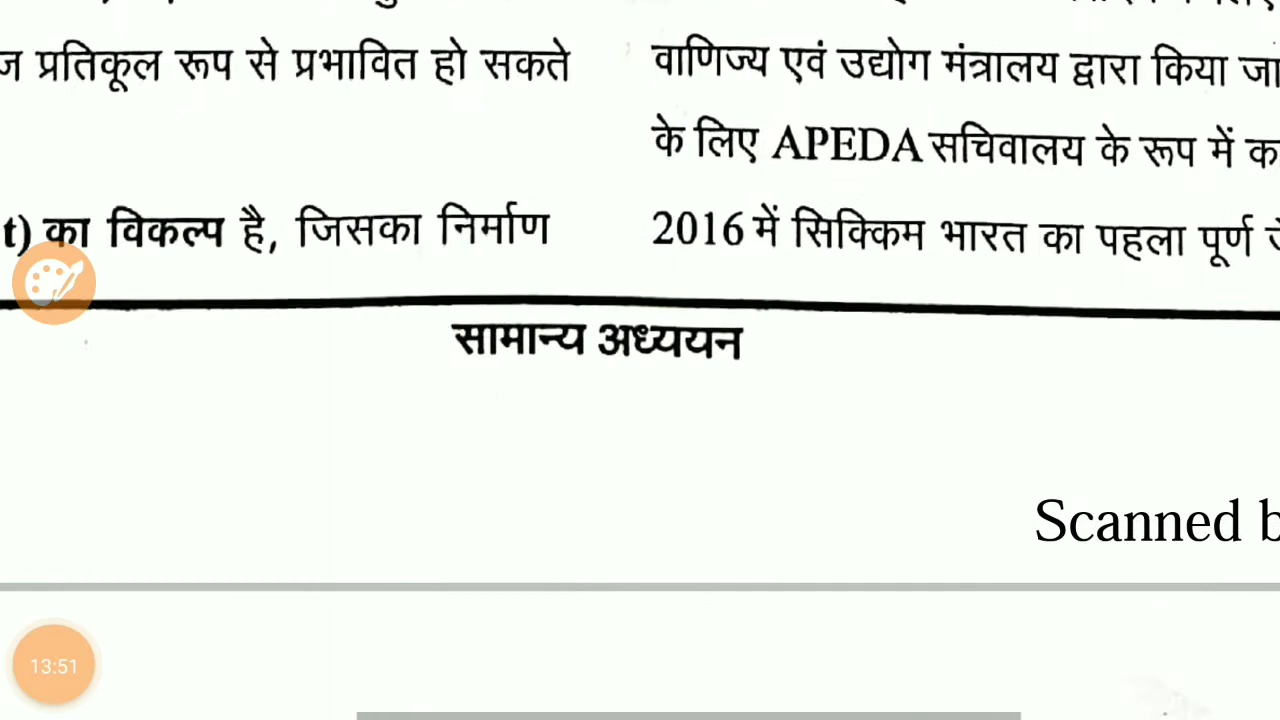 ज प्रतिकूल रूप से प्रभावित हो सकते
t) का विकल्प है, जिसका निर्माण
वाणिज्य एवं उद्योग मंत्रालय द्वारा किया जा
के लिए APEDA सचिवालय के रूप में क
2016 में सिक्किम भारत का पहला पूर्ण
सामान्य अध्ययन
Scanned b
13:51